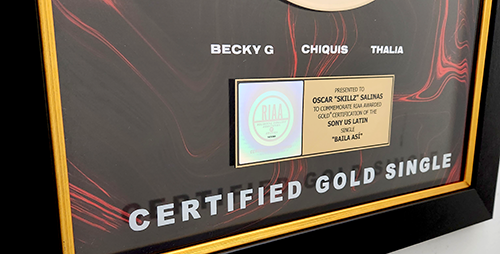 BECKY G CHIQUIS THALIA
RIAA
PRESENTED TO
OSCAR "SKILLZ" SALINAS
TO COMMEMORATE RIAA AWARDED
GOLD CERTIFICATION OF THE
SONY US LATIN
SINGLE
"BAILA ASÍ"
CERTIFIED GOLD SINGLE